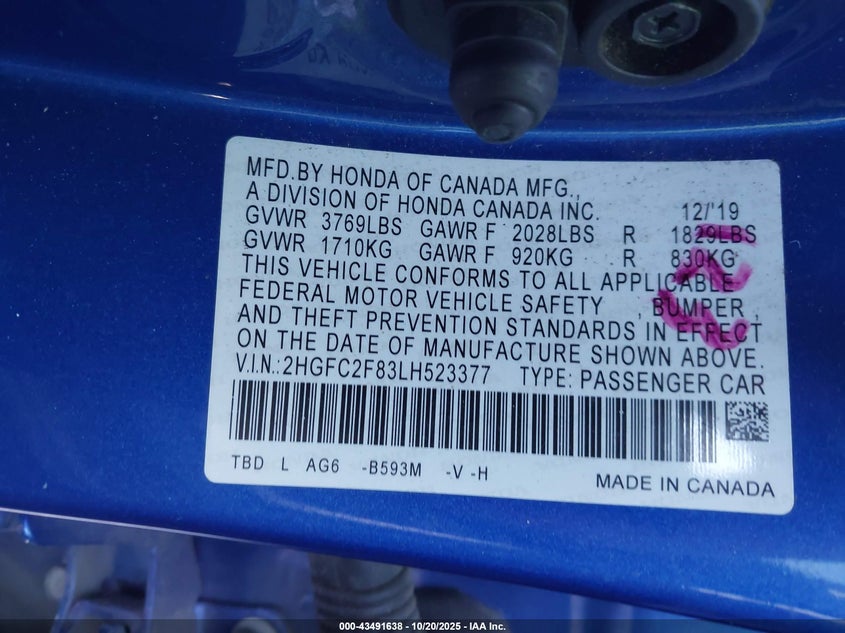 MFD.BY HONDA OF CANADA MFG.,
A DIVISION OF HONDA CANADA INC. 12/'19
GVWR 3769LBS GAWR F 2028LBS R 1829LBS
GVWR 1710KG GAWR F 920KG R 830KG
THIS VEHICLE CONFORMS TO ALL APPLICABLE
FEDERAL MOTOR VEHICLE SAFETY , BUMPER ,
AND THEFT PREVENTION STANDARDS IN EFFECT
ON THE DATE OF MANUFACTURE SHOWN ABOVE.
V.I.N.:2HGFC2F83LH523377 TYPE: PASSENGER CAR
TBD L AG6 -B593M -V -H
MADE IN CANADA
000-43491638 - 10/20/2025 - IAA Inc.